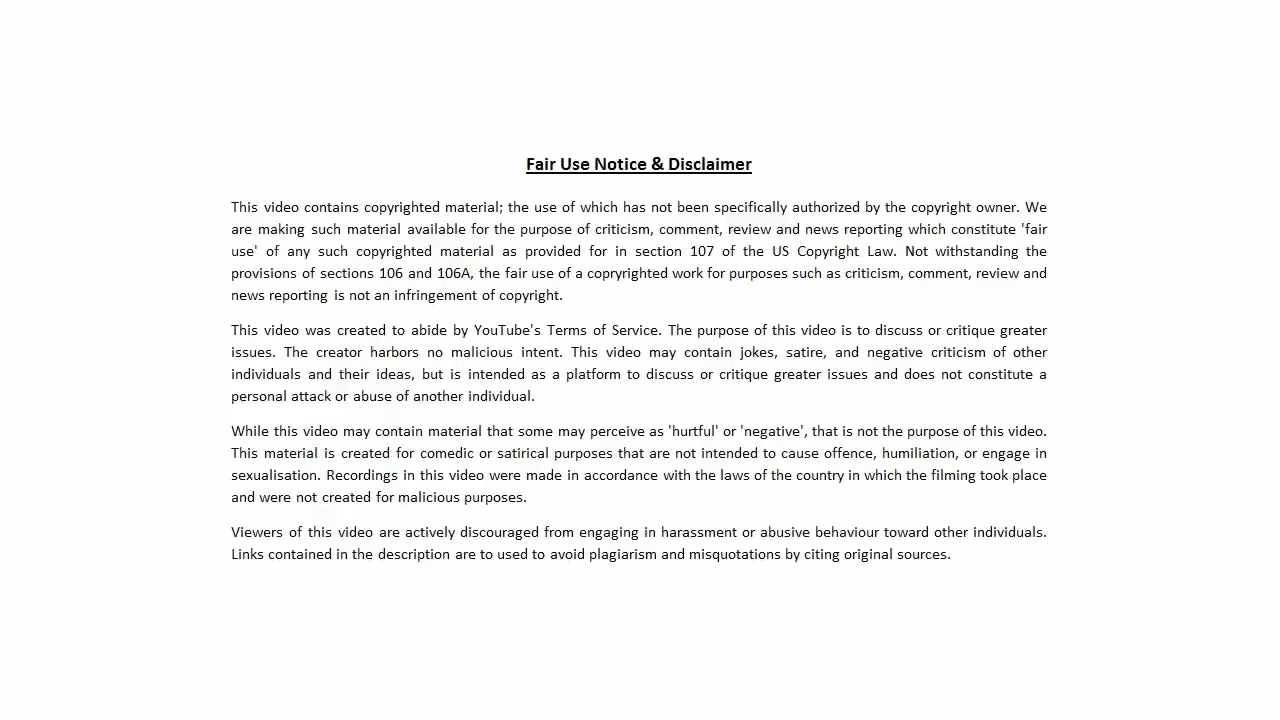 Fair Use Notice & Disclaimer
This video contains copyrighted material; the use of which has not been specifically authorized by the copyright owner. We
are making such material available for the purpose of criticism, comment, review and news reporting which constitute 'fair
use' of any such copyrighted material as provided for in section 107 of the US Copyright Law. Not withstanding the
provisions of sections 106 and 106A, the fair use of a copryrighted work for purposes such as criticism, comment, review and
news reporting is not an infringement of copyright.
This video was created to abide by YouTube's Terms of Service. The purpose of this video is to discuss or critique greater
issues. The creator harbors no malicious intent. This video may contain jokes, satire, and negative criticism of other
individuals and their ideas, but is intended as a platform to discuss or critique greater issues and does not constitute a
personal attack or abuse of another individual.
While this video may contain material that some may perceive as 'hurtful' or 'negative', that is not the purpose of this video.
This material is created for comedic or satirical purposes that are not intended to cause offence, humiliation, or engage in
sexualisation. Recordings in this video were made in accordance with the laws of the country in which the filming took place
and were not created for malicious purposes.
Viewers of this video are actively discouraged from engaging in harassment or abusive behaviour toward other individuals.
Links contained in the description are to used to avoid plagiarism and misquotations by citing original sources.